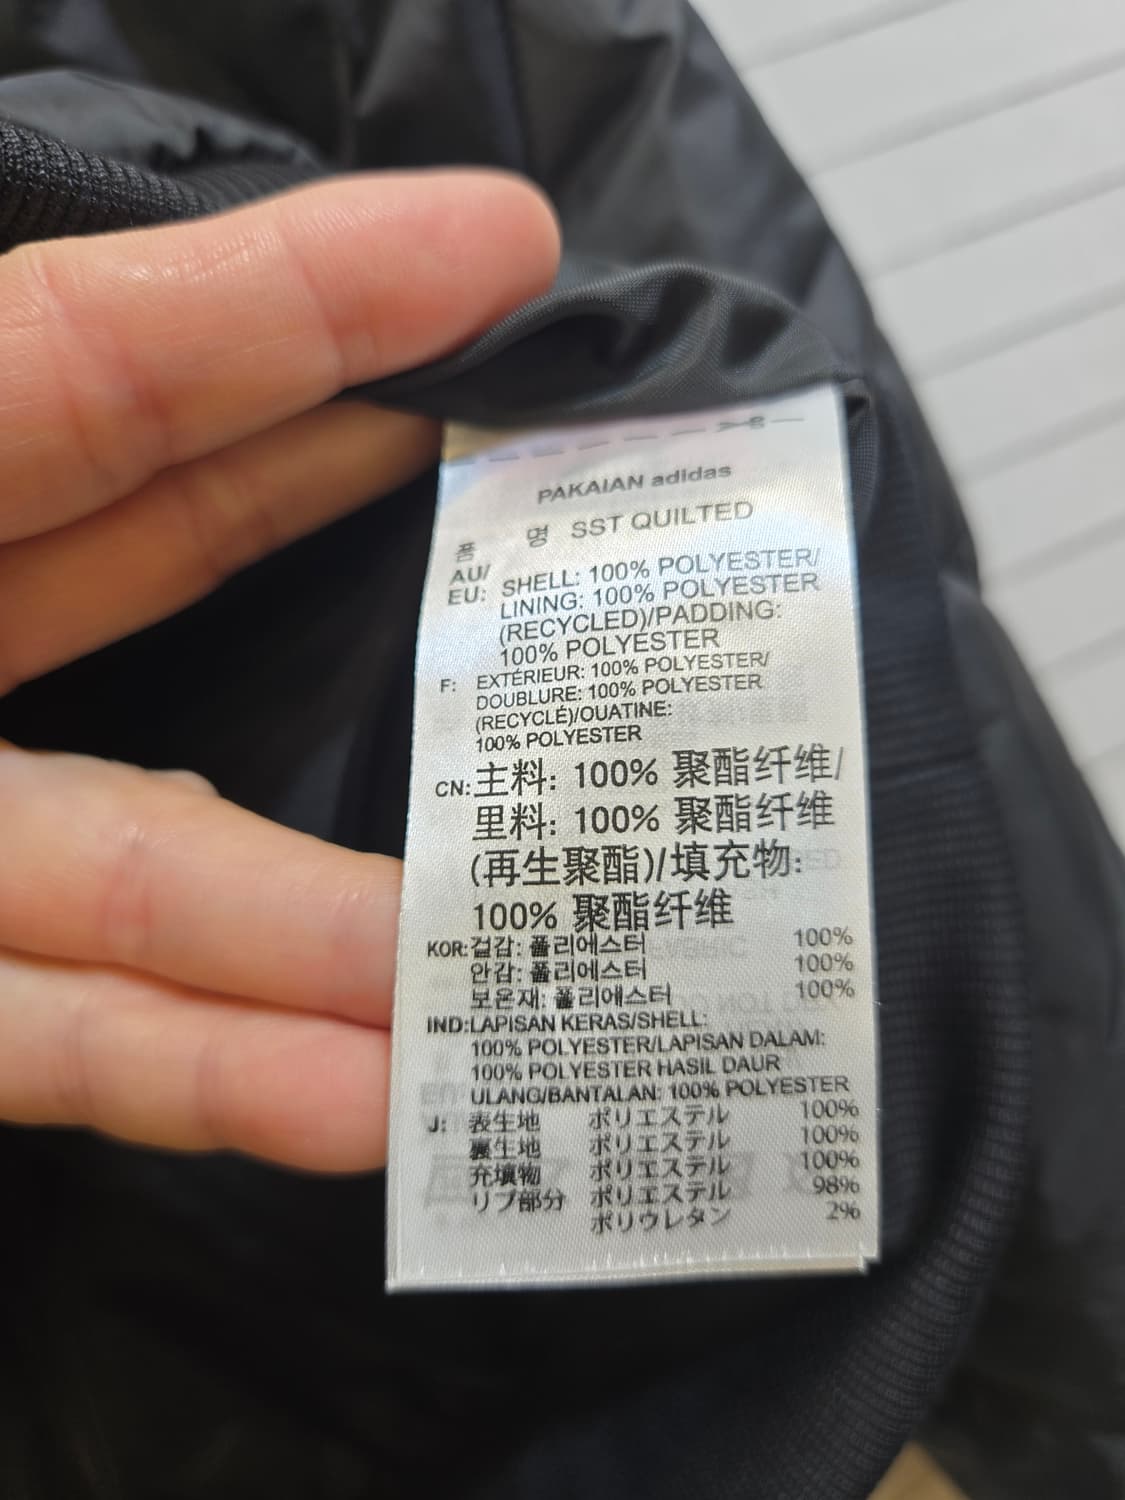 PAKAIAN adidas
품 명 SST QUILTED
AU/
EU: SHELL: 100% POLYESTER/
LINING: 100% POLYESTER
(RECYCLED)/PADDING:
100% POLYESTER
F: EXTÉRIEUR: 100% POLYESTER/
DOUBLURE: 100% POLYESTER
(RECYCLÉ)/OUATINE:
100% POLYESTER
CN: 主料: 100% 聚酯纤维/
里料: 100% 聚酯纤维
(再生聚酯)/填充物:
100% 聚酯纤维
KOR: 겉감: 폴리에스터 100%
안감: 폴리에스터 100%
보온재: 폴리에스터 100%
IND: LAPISAN KERAS/SHELL:
100% POLYESTER/LAPISAN DALAM:
100% POLYESTER HASIL DAUR
ULANG/BANTALAN: 100% POLYESTER
J: 表生地 ポリエステル 100%
裏生地 ポリエステル 100%
充填物 ポリエステル 100%
リブ部分 ポリエステル 98%
ポリウレタン 2%